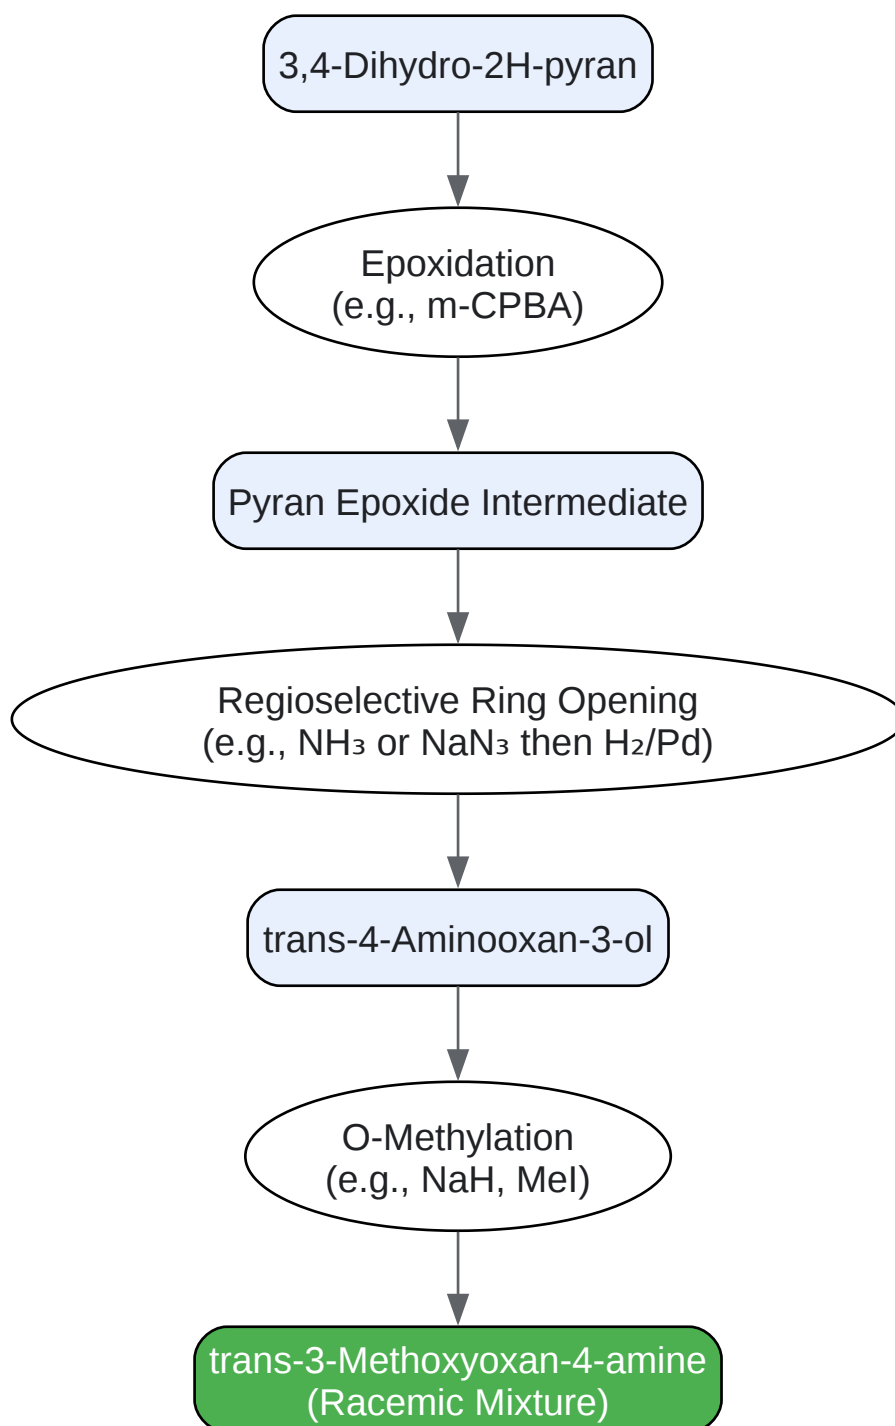 3,4-Dihydro-2H-pyran
Epoxidation
(e.g., m-CPBA)
Pyran Epoxide Intermediate
Regioselective Ring Opening
(e.g., NH₃ or NaN₃ then H₂/Pd)
trans-4-Aminooxan-3-ol
O-Methylation
(e.g., NaH, MeI)
trans-3-Methoxyoxan-4-amine
(Racemic Mixture)